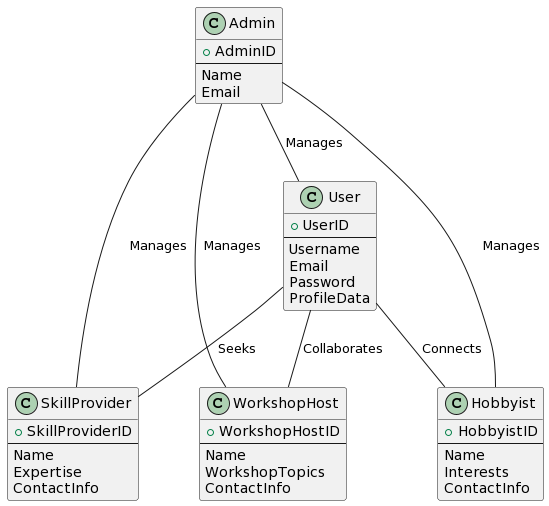 C Admin
AdminID
Name
Email
Manages
C User
UserID
Username
Email
Password
ProfileData
Manages
Manages
Manages
Seeks
Collaborates
Connects
C SkillProvider
SkillProviderID
Name
Expertise
ContactInfo
C WorkshopHost
WorkshopHostID
Name
WorkshopTopics
ContactInfo
C Hobbyist
HobbyistID
Name
Interests
ContactInfo